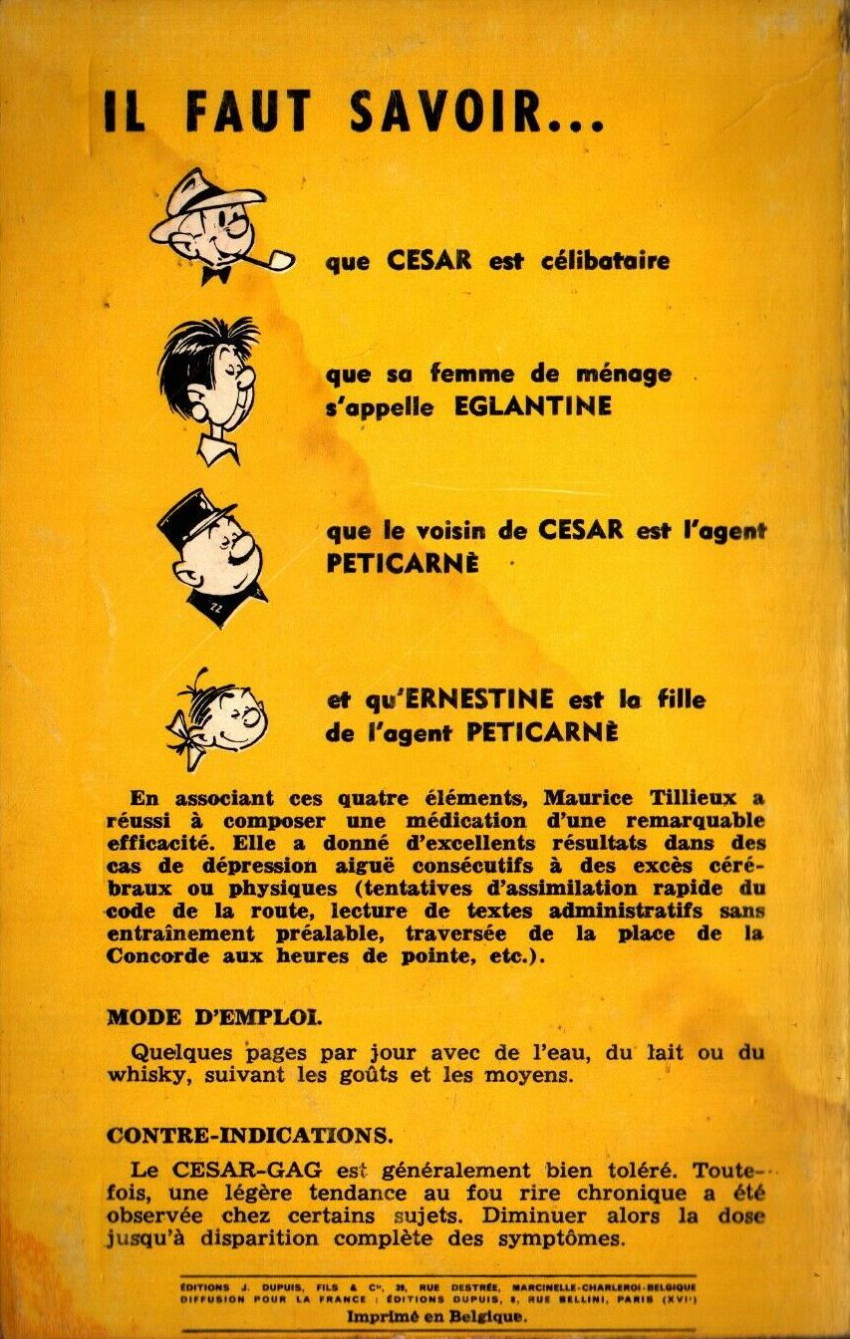 IL FAUT SAVOIR...
que CESAR est célibataire
que sa femme de ménage
s'appelle EGLANTINE
que le voisin de CESAR est l'agent
PETICARNÈ
22
et qu'ERNESTINE est la fille
de l'agent PETICARNÈ
En associant ces quatre éléments, Maurice Tillieux a
réussi à composer une médication d'une remarquable
efficacité. Elle a donné d'excellents résultats dans des
cas de dépression aiguë consécutifs à des excès céré-
braux ou physiques (tentatives d'assimilation rapide du
code de la route, lecture de textes administratifs sans
entraînement préalable, traversée de la place de la
Concorde aux heures de pointe, etc.).
MODE D'EMPLOI.
Quelques pages par jour avec de l'eau, du lait ou du
whisky, suivant les goûts et les moyens.
CONTRE-INDICATIONS.
Le CESAR-GAG est généralement bien toléré. Toute-
fois, une légère tendance au fou rire chronique a été
observée chez certains sujets. Diminuer alors la dose
jusqu'à disparition complète des symptômes.
ÉDITIONS J. DUPUIS, FILS & Cie, 39, RUE DESTRÉE, MARCINELLE-CHARLEROI-BELGIQUE
DIFFUSION POUR LA FRANCE : ÉDITIONS DUPUIS, 8, RUE BELLINI, PARIS (XVIe)
Imprimé en Belgique.